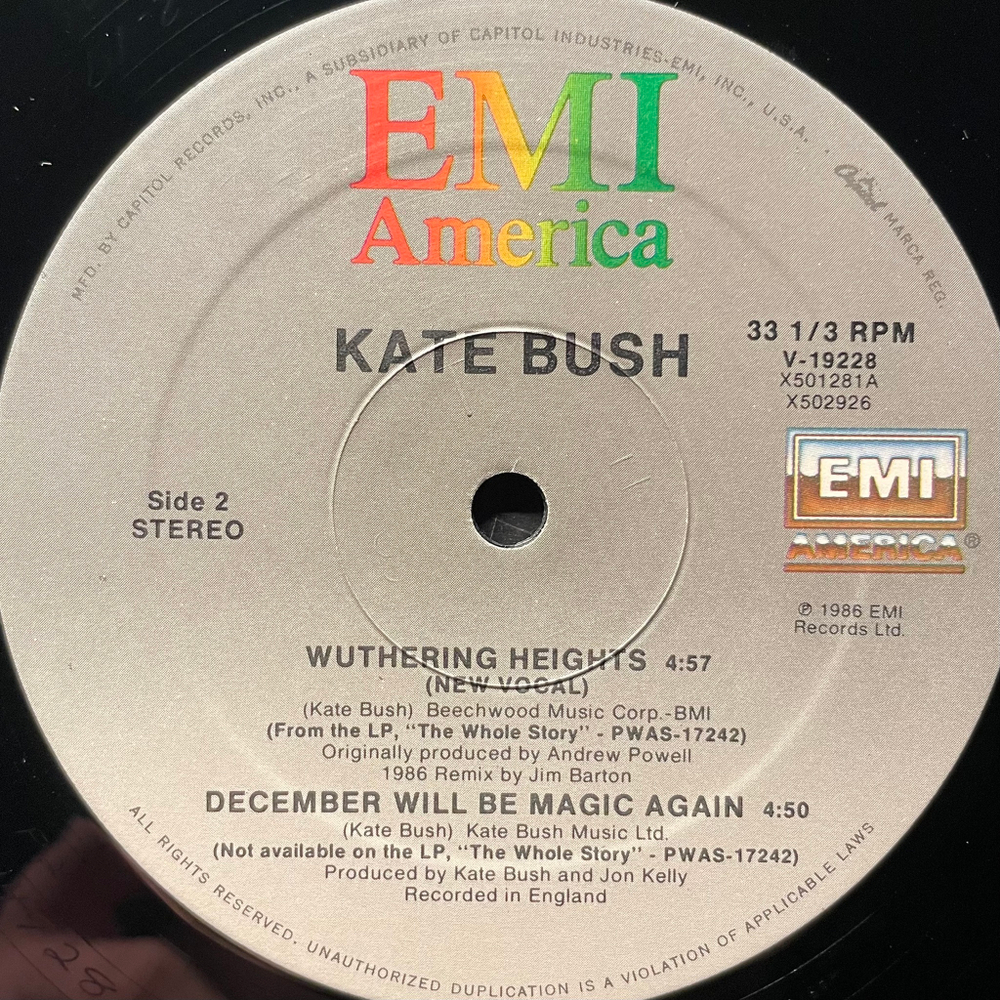 MFD. BY CAPITOL RECORDS, INC., A SUBSIDIARY OF CAPITOL INDUSTRIES-EMI, INC., U.S.A. · Capitol MARCA REG.
EMI
America
KATE BUSH
33 1/3 RPM
V-19228
X501281A
X502926
EMI
AMERICA®
Side 2
STEREO
℗ 1986 EMI
Records Ltd.
WUTHERING HEIGHTS 4:57
(NEW VOCAL)
(Kate Bush) Beechwood Music Corp.-BMI
(From the LP, "The Whole Story" - PWAS-17242)
Originally produced by Andrew Powell
1986 Remix by Jim Barton
DECEMBER WILL BE MAGIC AGAIN 4:50
(Kate Bush) Kate Bush Music Ltd.
(Not available on the LP, "The Whole Story" - PWAS-17242)
Produced by Kate Bush and Jon Kelly
Recorded in England
ALL RIGHTS RESERVED. UNAUTHORIZED DUPLICATION IS A VIOLATION OF APPLICABLE LAWS
28